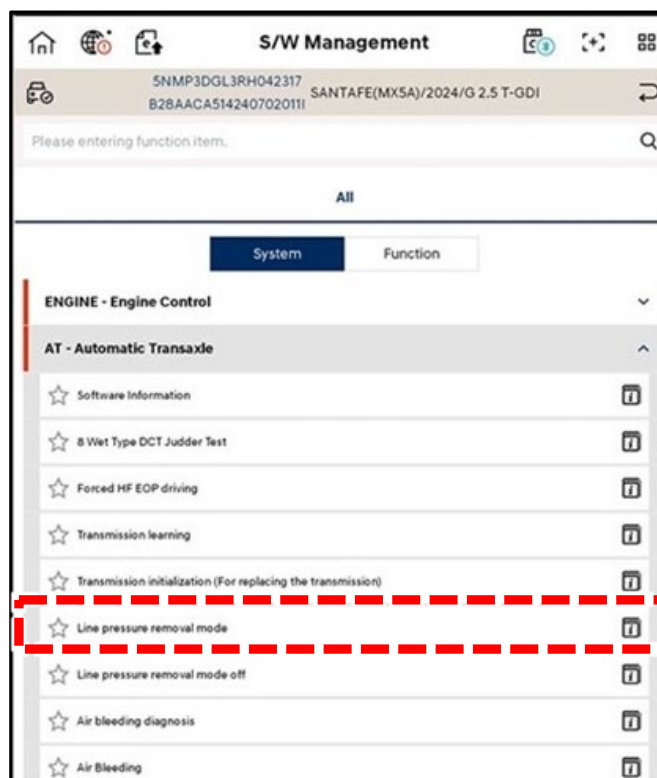 S/W Management
5NMP3DGL3RH042317
B28AACA514240702011I
SANTAFE(MX5A)/2024/G 2.5 T-GDI
Please entering function item.
All
System Function
ENGINE - Engine Control
AT - Automatic Transaxle
Software Information
8 Wet Type DCT Judder Test
Forced HF EOP driving
Transmission learning
Transmission initialization (For replacing the transmission)
Line pressure removal mode
Line pressure removal mode off
Air bleeding diagnosis
Air Bleeding